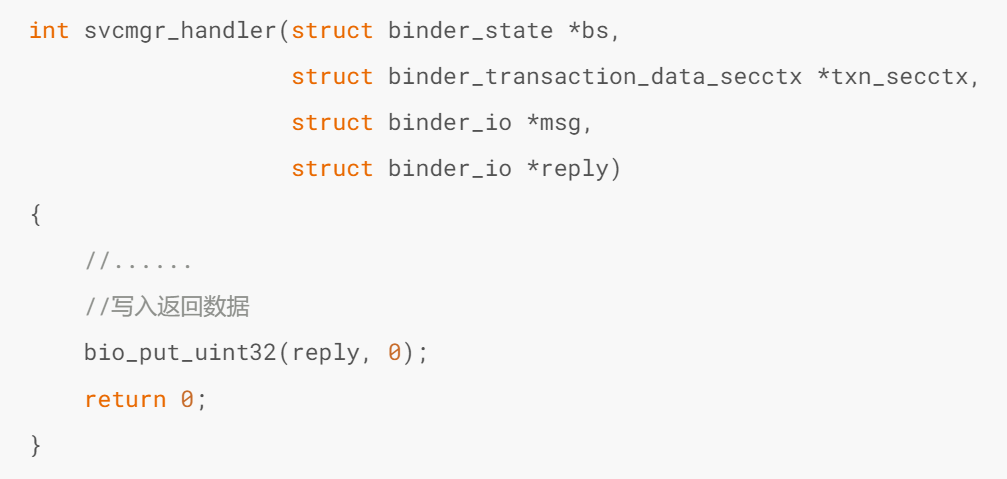 int svcmgr_handler(struct binder_state *bs,
struct binder_transaction_data_secctx *txn_secctx,
struct binder_io *msg,
struct binder_io *reply)
{
//......
//写入返回数据
bio_put_uint32(reply, 0);
return 0;
}